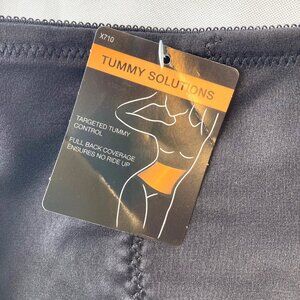 X710
TUMMY SOLUTIONS
TARGETED TUMMY
CONTROL
FULL BACK COVERAGE
ENSURES NO RIDE UP